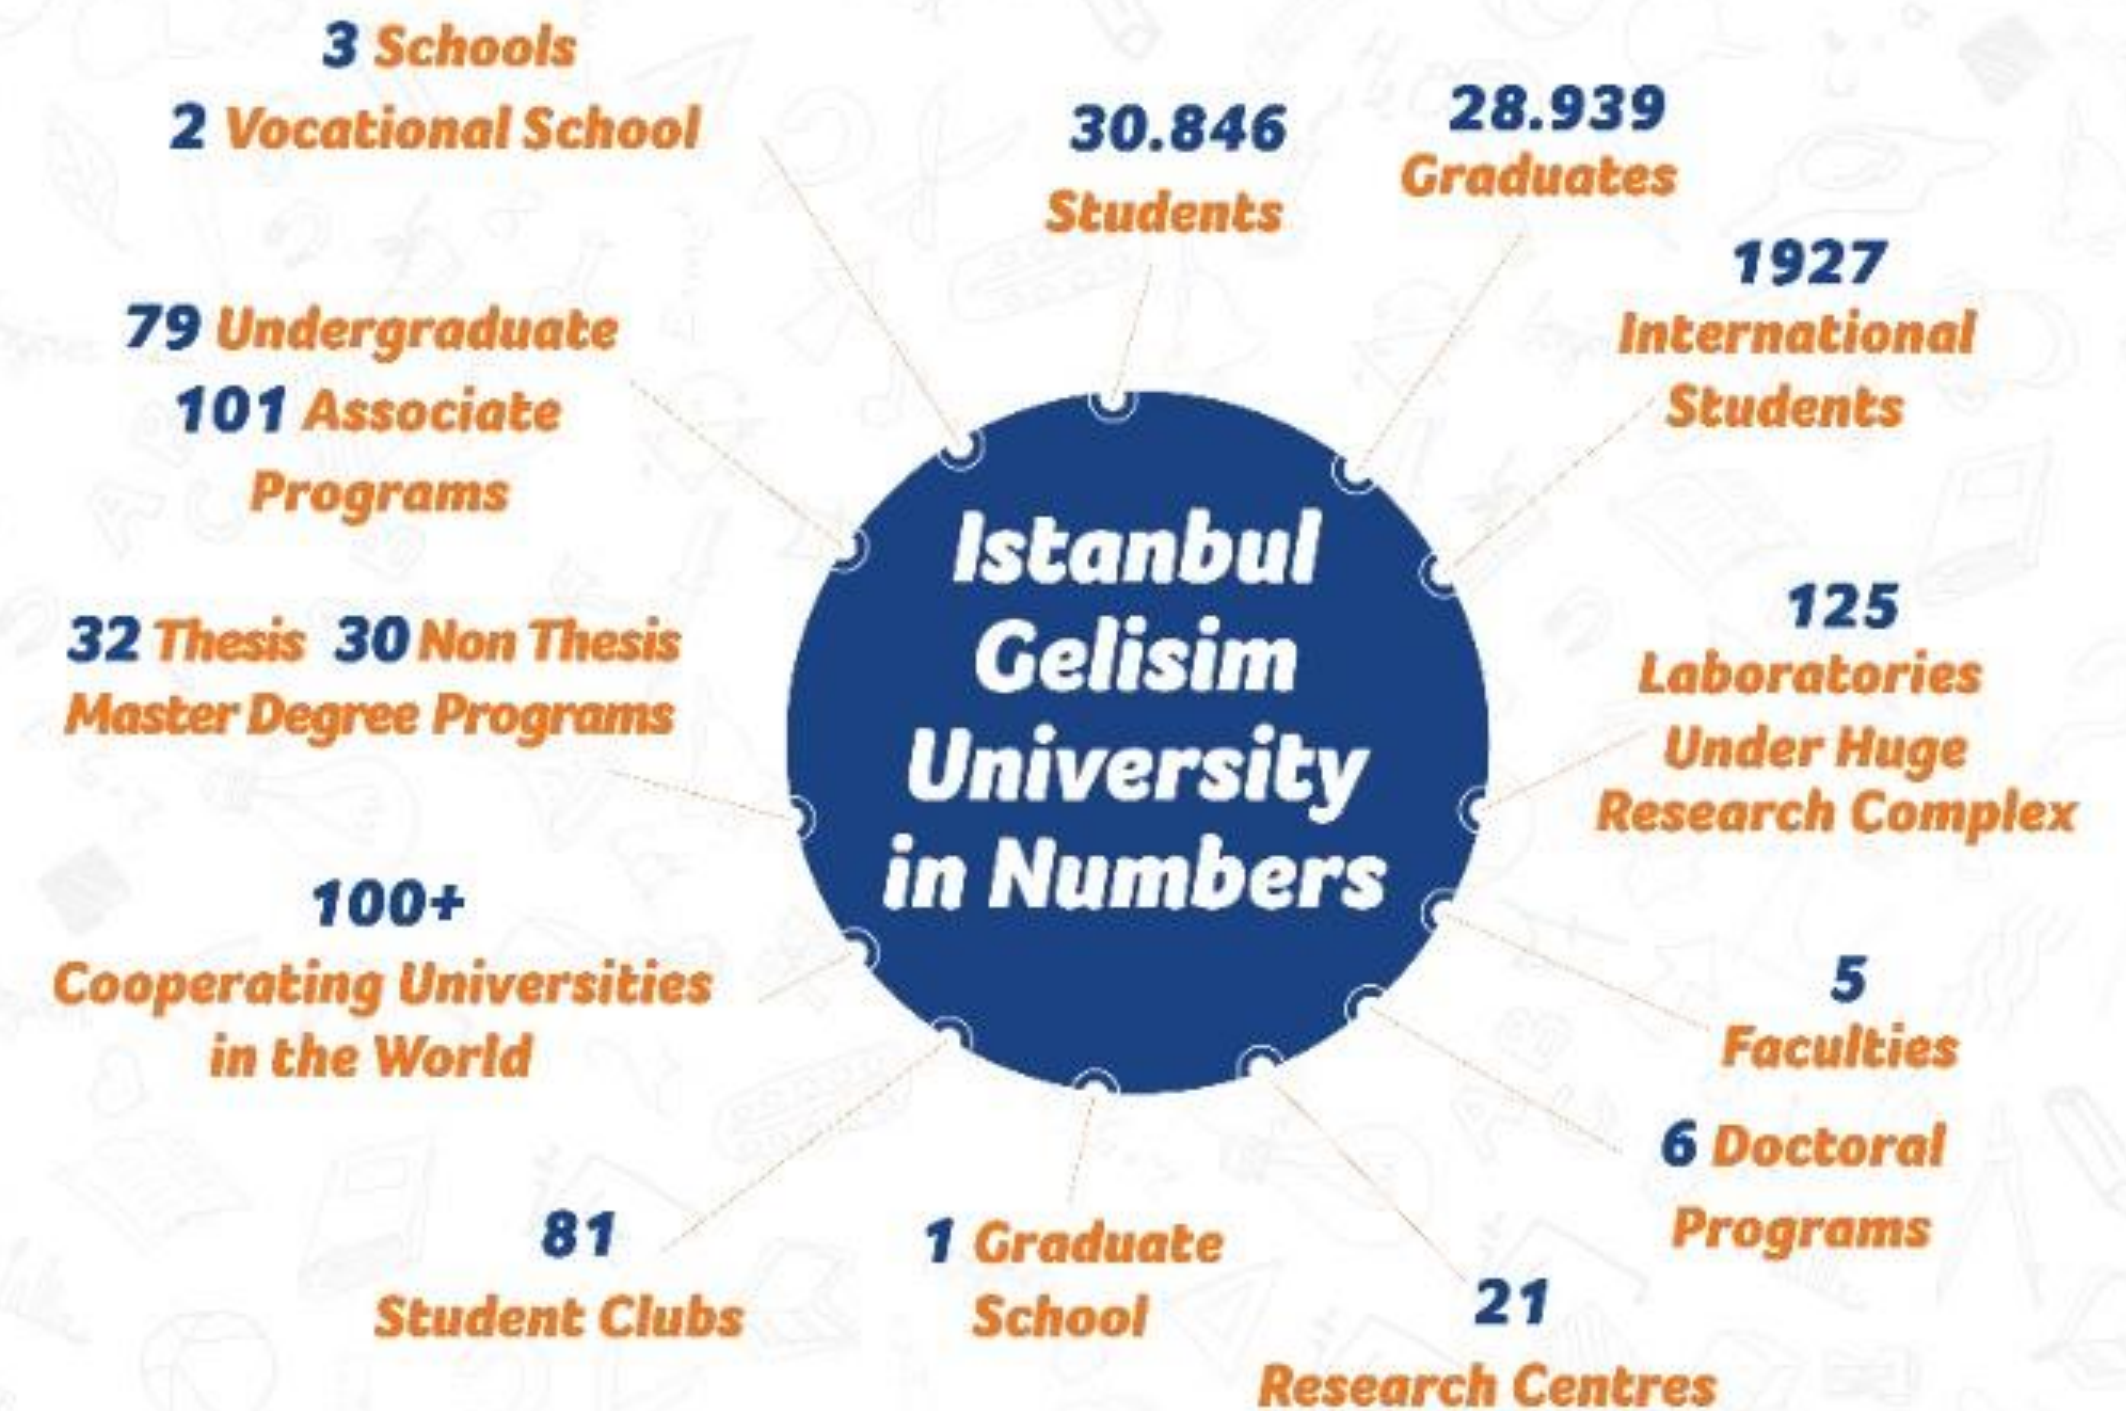 3 Schools
2 Vocational School
30.846
Students
28.939
Graduates
1927
International
Students
79 Undergraduate
101 Associate
Programs
Istanbul
Gelisim
University
in Numbers
125
Laboratories
Under Huge
Research Complex
32 Thesis 30 Non Thesis
Master Degree Programs
100+
Cooperating Universities
in the World
5
Faculties
6 Doctoral
Programs
81
Student Clubs
1 Graduate
School
21
Research Centres